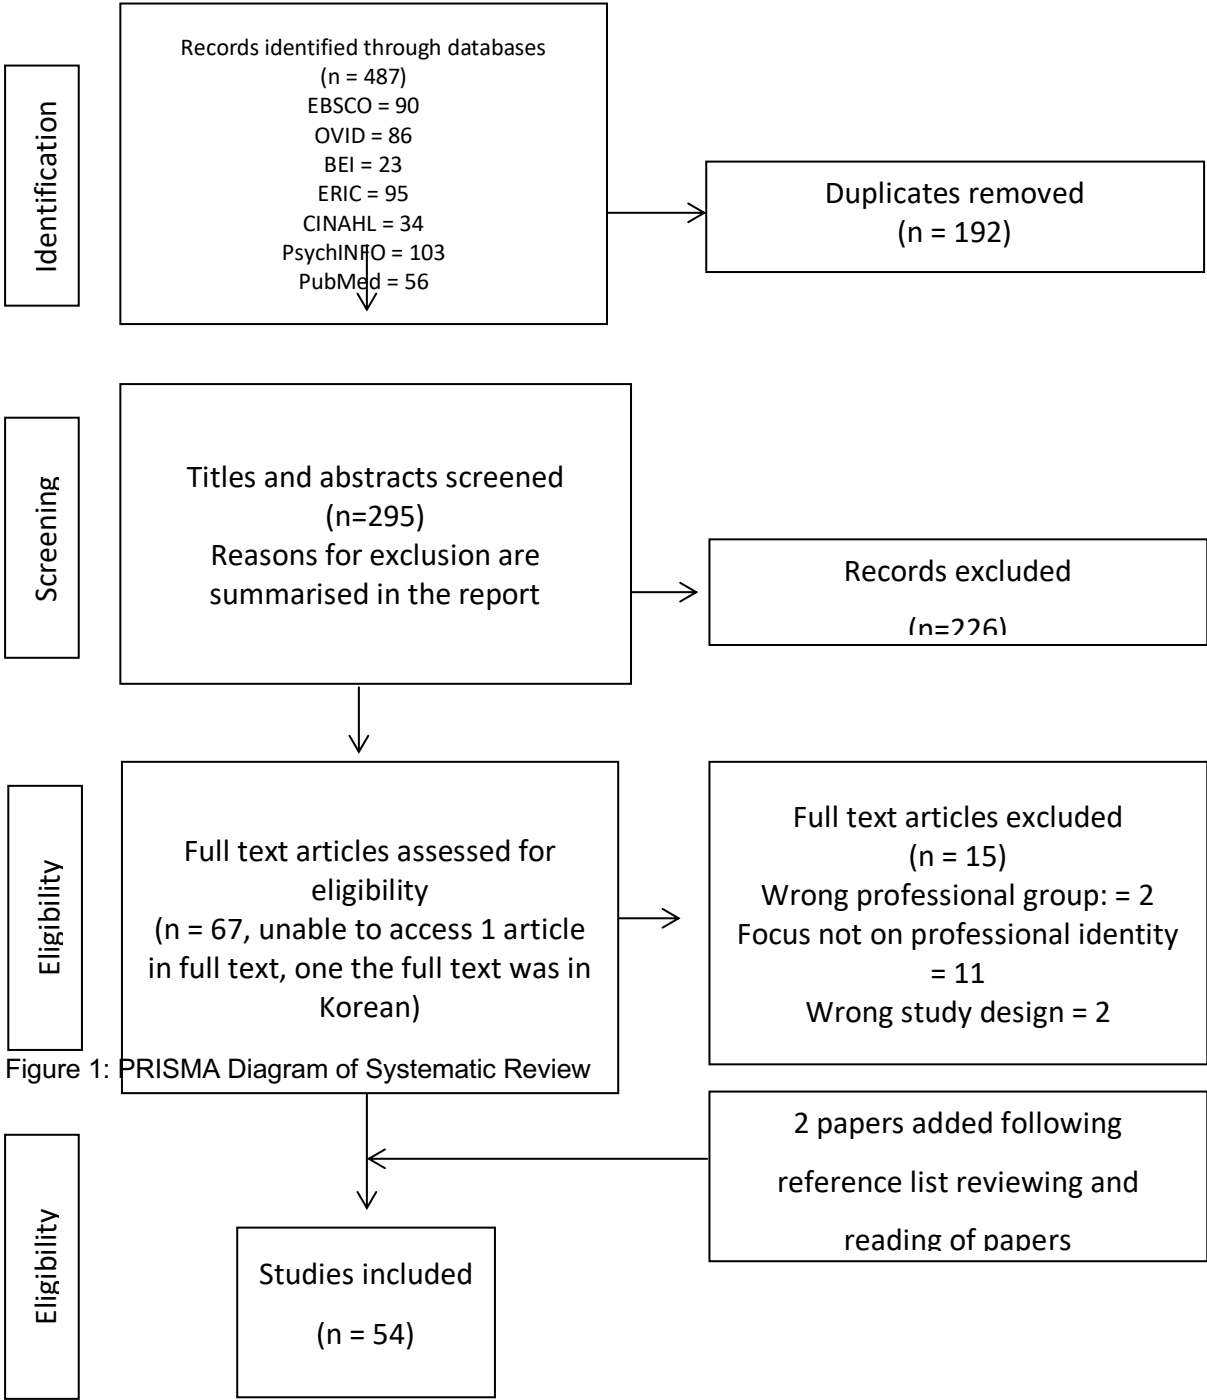 Identification
Records identified through databases
(n = 487)
EBSCO = 90
OVID = 86
BEI = 23
ERIC = 95
CINAHL = 34
PsychINFO = 103
PubMed = 56
Duplicates removed
(n = 192)
Screening
Titles and abstracts screened
(n=295)
Reasons for exclusion are
summarised in the report
Records excluded
(n=226)
Eligibility
Full text articles assessed for
eligibility
(n = 67, unable to access 1 article
in full text, one the full text was in
Korean)
Full text articles excluded
(n = 15)
Wrong professional group: = 2
Focus not on professional identity
= 11
Wrong study design = 2
Figure 1: PRISMA Diagram of Systematic Review
2 papers added following
reference list reviewing and
reading of papers
Eligibility
Studies included
(n = 54)